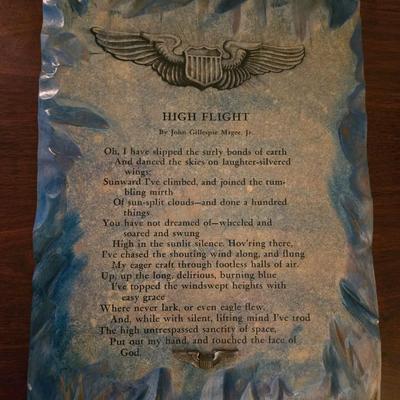 HIGH FLIGHT
By John Gillespie Magee, Jr.
Oh, I have slipped the surly bonds of earth
And danced the skies on laughter-silvered
wings;
Sunward I've climbed, and joined the tum-
bling mirth
Of sun-split clouds—and done a hundred
things
You have not dreamed of—wheeled and
soared and swung
High in the sunlit silence. Hov'ring there,
I've chased the shouting wind along, and flung
My eager craft through footless halls of air.
Up, up the long, delirious, burning blue
I've topped the windswept heights with
easy grace
Where never lark, or even eagle flew.
And, while with silent, lifting mind I've trod
The high untrespassed sanctity of space,
Put out my hand, and touched the face of
God.